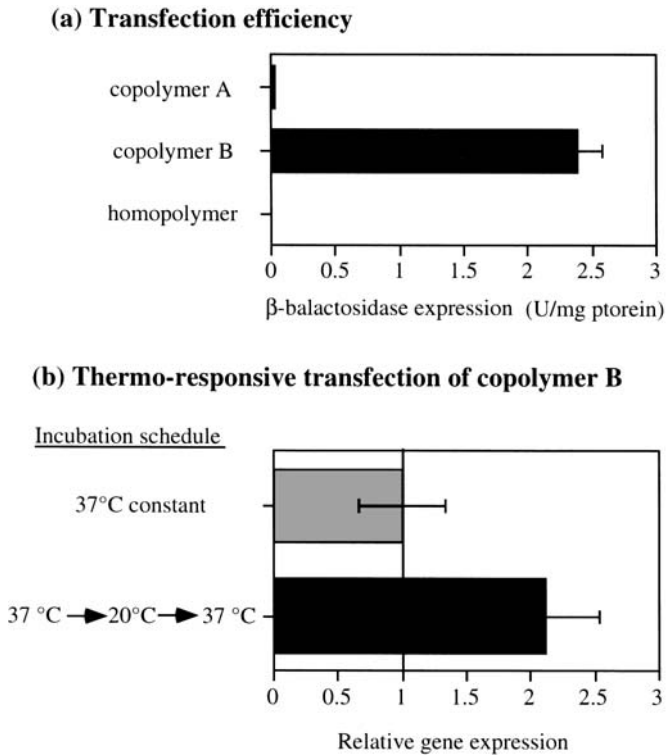 (a) Transfection efficiency
copolymer A
copolymer B
homopolymer
0 0.5 1 1.5 2 2.5 3
β-balactosidase expression (U/mg ptorein)
(b) Thermo-responsive transfection of copolymer B
Incubation schedule
37°C constant
37 °C 20°C 37 °C
0 0.5 1 1.5 2 2.5 3
Relative gene expression